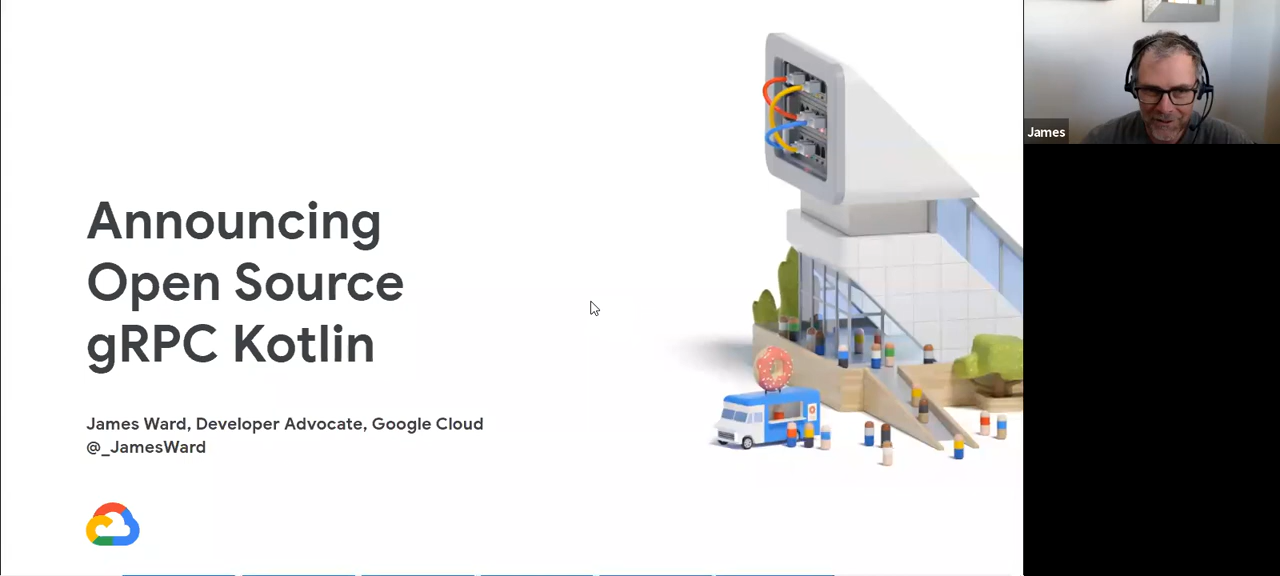 Announcing
Open Source
gRPC Kotlin
James Ward, Developer Advocate, Google Cloud
@_JamesWard
James